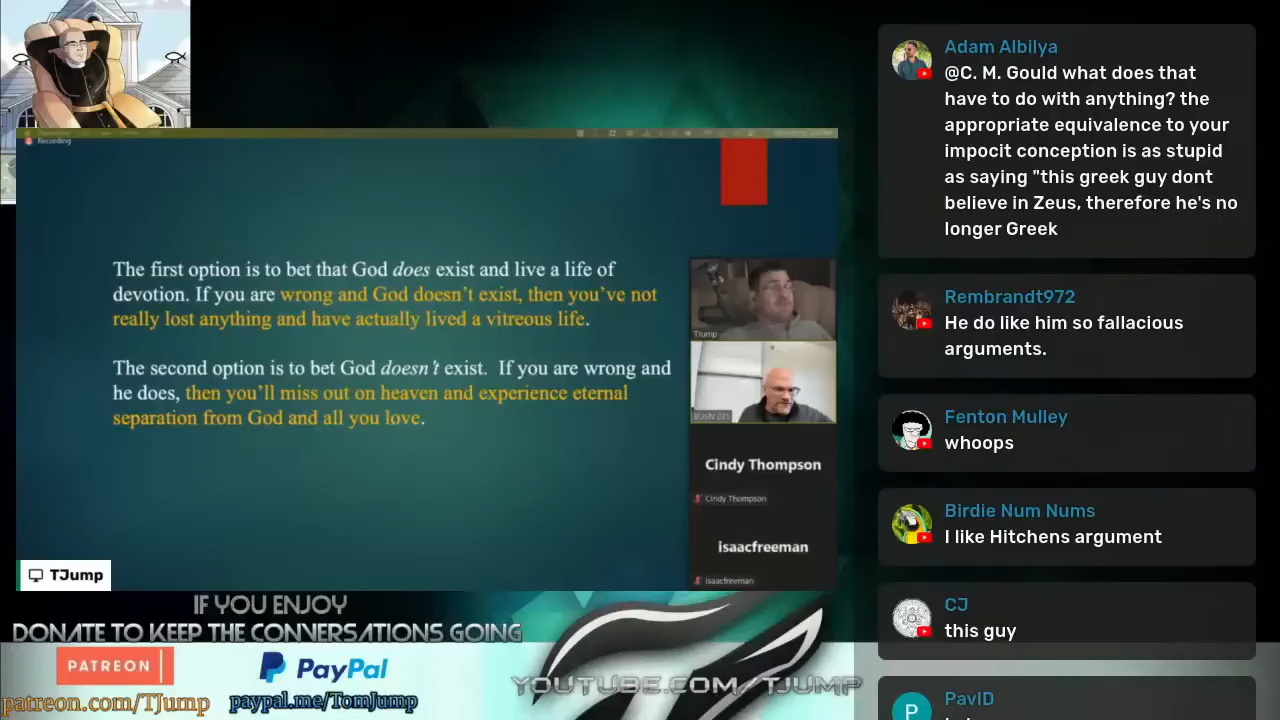 Recording
The first option is to bet that God does exist and live a life of
devotion. If you are wrong and God doesn't exist, then you've not
really lost anything and have actually lived a vitreous life.
The second option is to bet God doesn't exist. If you are wrong and
he does, then you'll miss out on heaven and experience eternal
separation from God and all you love.
TJump
Cindy Thompson
Cindy Thompson
isaacfreeman
isaacfreeman
TJump
IF YOU ENJOY
DONATE TO KEEP THE CONVERSATIONS GOING
PATREON
PayPal
patreon.com/TJump
paypal.me/TomJump
YOUTUBE.COM/TJUMP
Adam Albilya
@C. M. Gould what does that
have to do with anything? the
appropriate equivalence to your
impocit conception is as stupid
as saying "this greek guy dont
believe in Zeus, therefore he's no
longer Greek
Rembrandt972
He do like him so fallacious
arguments.
Fenton Mulley
whoops
Birdie Num Nums
I like Hitchens argument
CJ
this guy
P
PavID